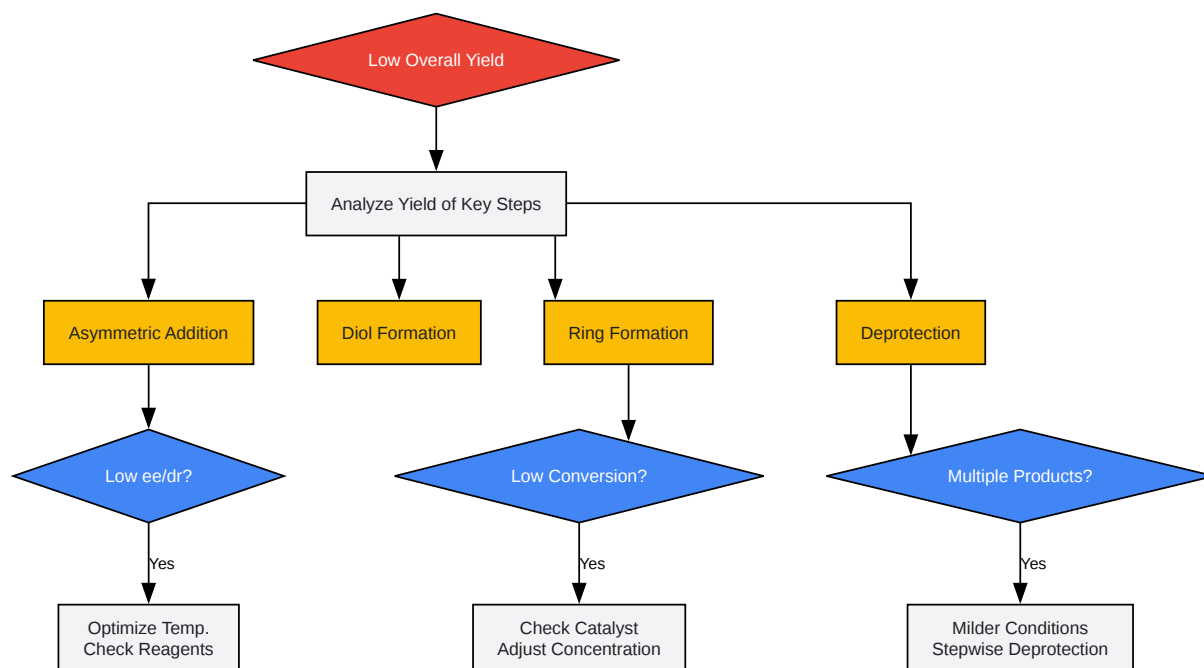 Low Overall Yield
Analyze Yield of Key Steps
Asymmetric Addition
Diol Formation
Ring Formation
Deprotection
Low ee/dr?
Low Conversion?
Multiple Products?
Yes
Yes
Yes
Optimize Temp.
Check Reagents
Check Catalyst
Adjust Concentration
Milder Conditions
Stepwise Deprotection